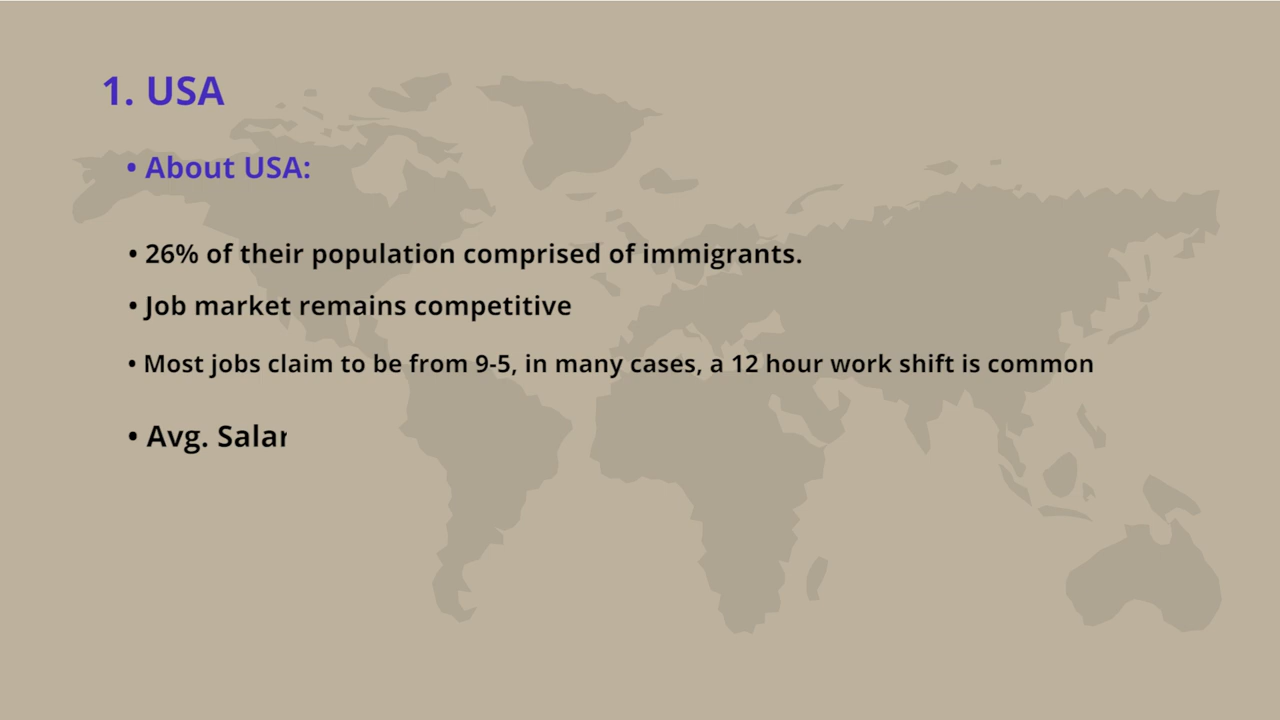 1. USA
• About USA:
• 26% of their population comprised of immigrants.
• Job market remains competitive
• Most jobs claim to be from 9-5, in many cases, a 12 hour work shift is common
• Avg. Salar